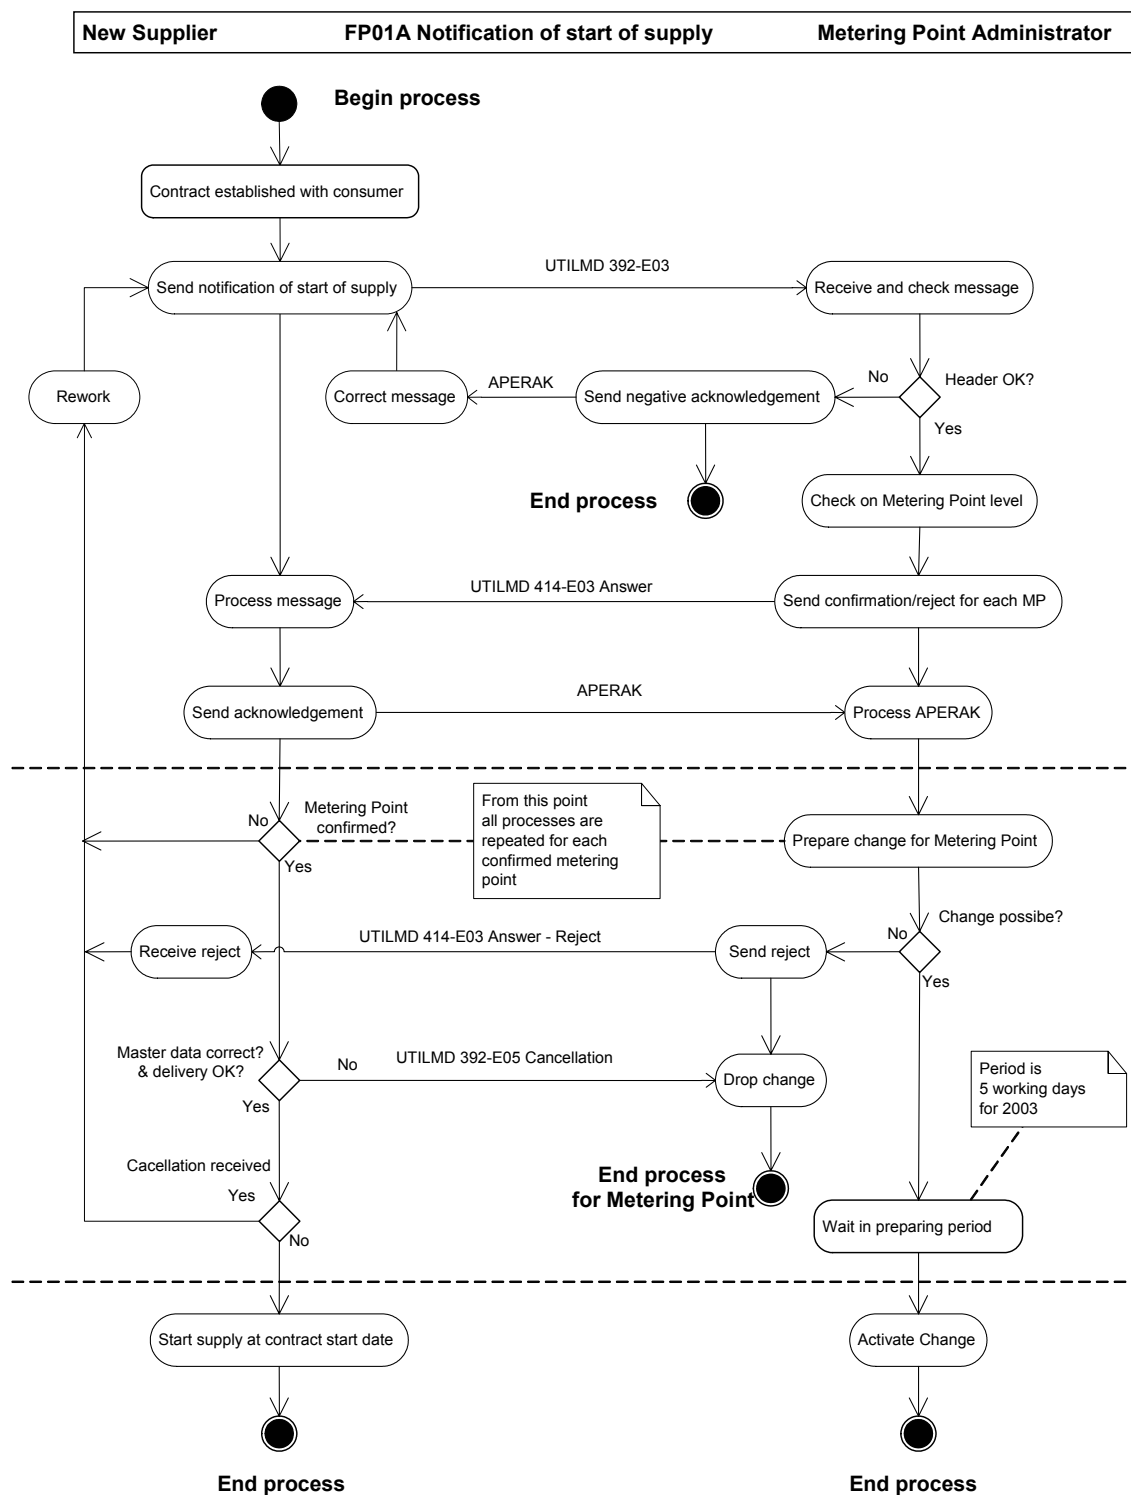 New Supplier
FP01A Notification of start of supply
Metering Point Administrator
Begin process
Contract established with consumer
Send notification of start of supply
UTILMD 392-E03
Receive and check message
Rework
Correct message
APERAK
Send negative acknowledgement
No
Header OK?
Yes
End process
Check on Metering Point level
Process message
UTILMD 414-E03 Answer
Send confirmation/reject for each MP
Send acknowledgement
APERAK
Process APERAK
No
Metering Point
confirmed?
Yes
From this point
all processes are
repeated for each
confirmed metering
point
Prepare change for Metering Point
Change possibe?
No
Yes
Receive reject
UTILMD 414-E03 Answer - Reject
Send reject
Master data correct?
& delivery OK?
No
UTILMD 392-E05 Cancellation
Drop change
Yes
Period is
5 working days
for 2003
Cacellation received
Yes
No
End process
for Metering Point
Wait in preparing period
Start supply at contract start date
Activate Change
End process
End process